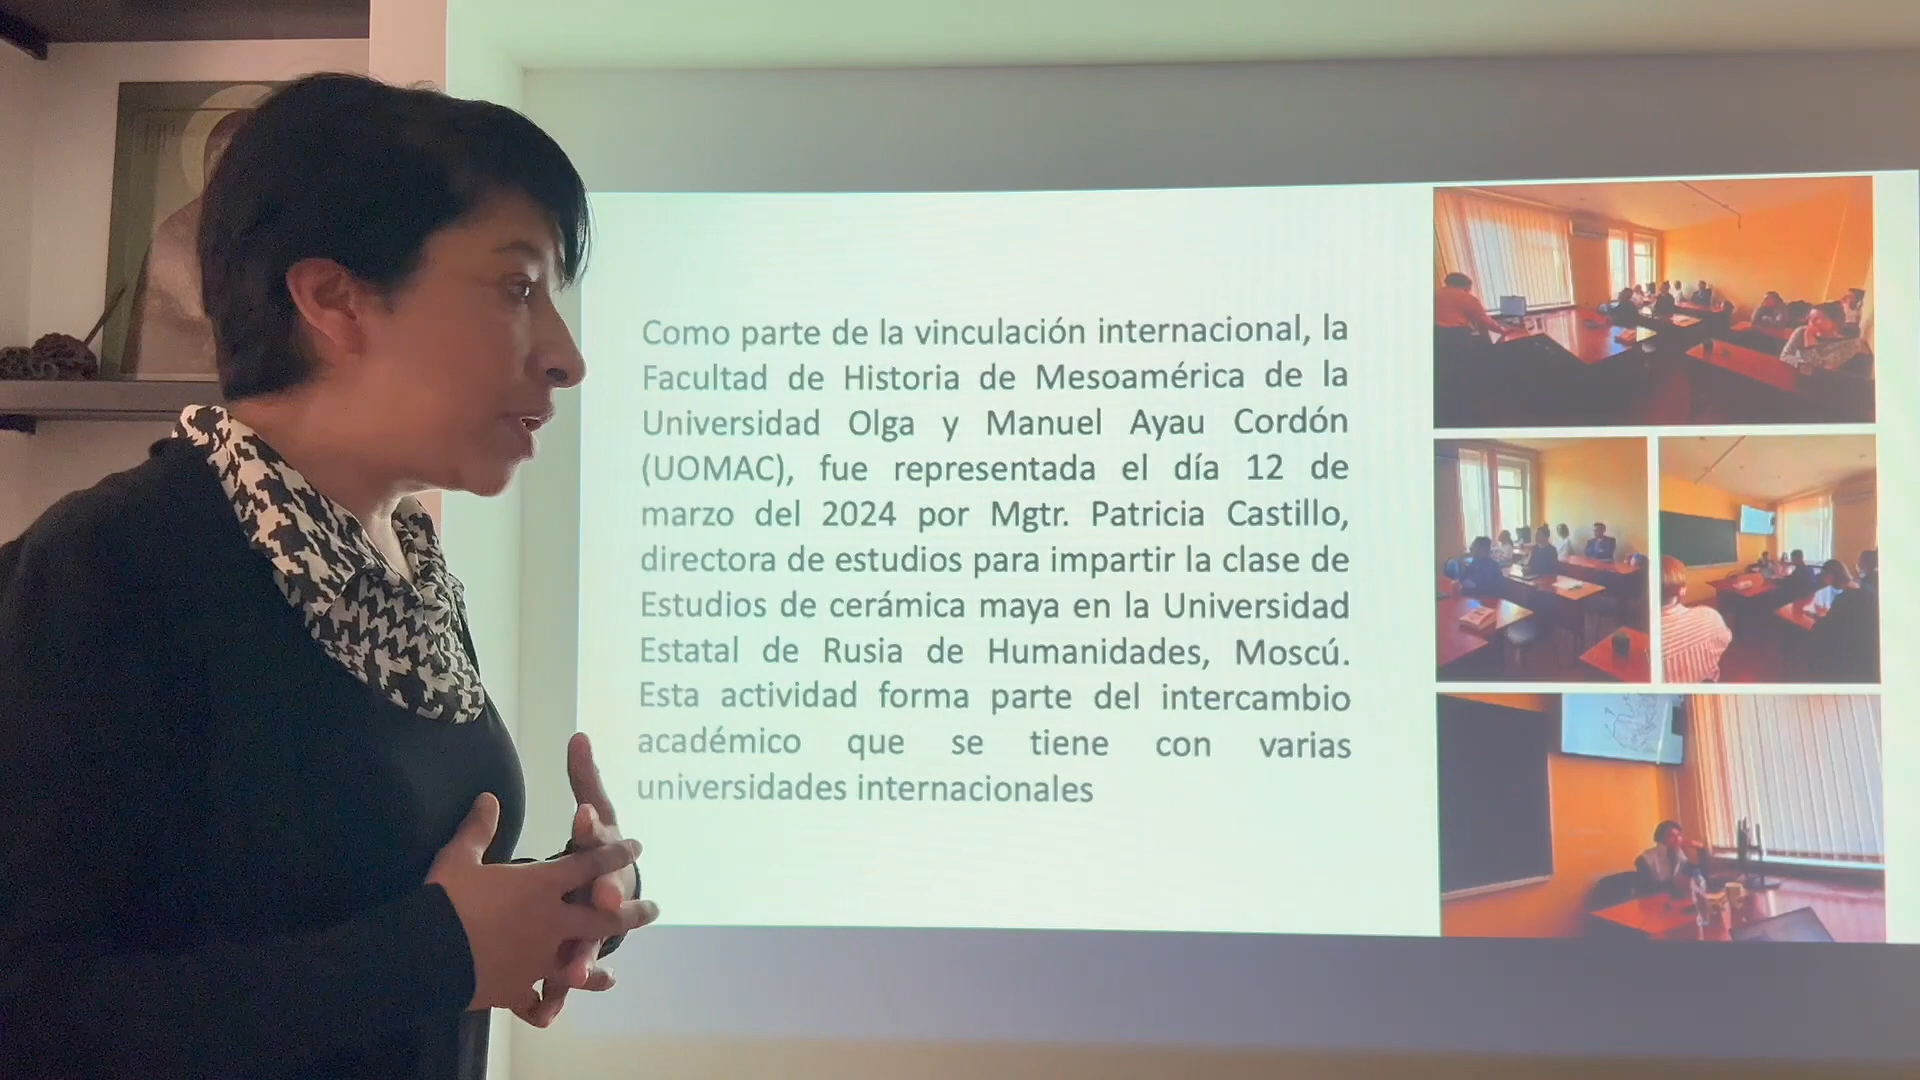 Como parte de la vinculación internacional, la
Facultad de Historia de Mesoamérica de la
Universidad Olga y Manuel Ayau Cordón
(UOMAC), fue representada el día 12 de
marzo del 2024 por Mgtr. Patricia Castillo,
directora de estudios para impartir la clase de
Estudios de cerámica maya en la Universidad
Estatal de Rusia de Humanidades, Moscú.
Esta actividad forma parte del intercambio
académico que se tiene con varias
universidades internacionales